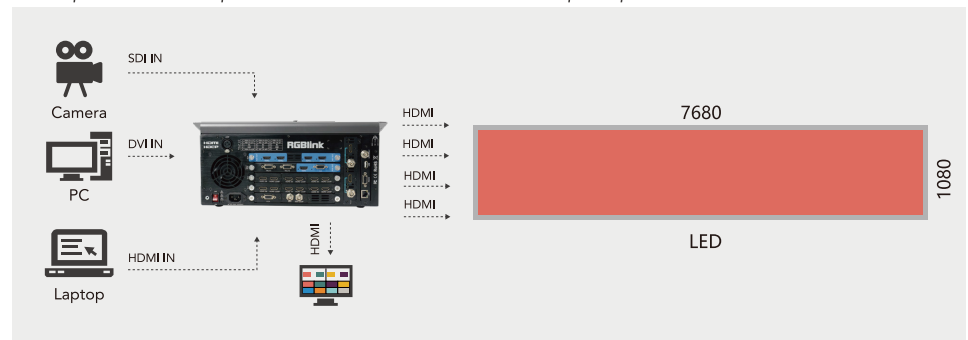 SDI IN
Camera
DVI IN
PC
HDMI IN
Laptop
RGBlink
HDMI
HDMI
HDMI
HDMI
HDMI
7680
1080
LED